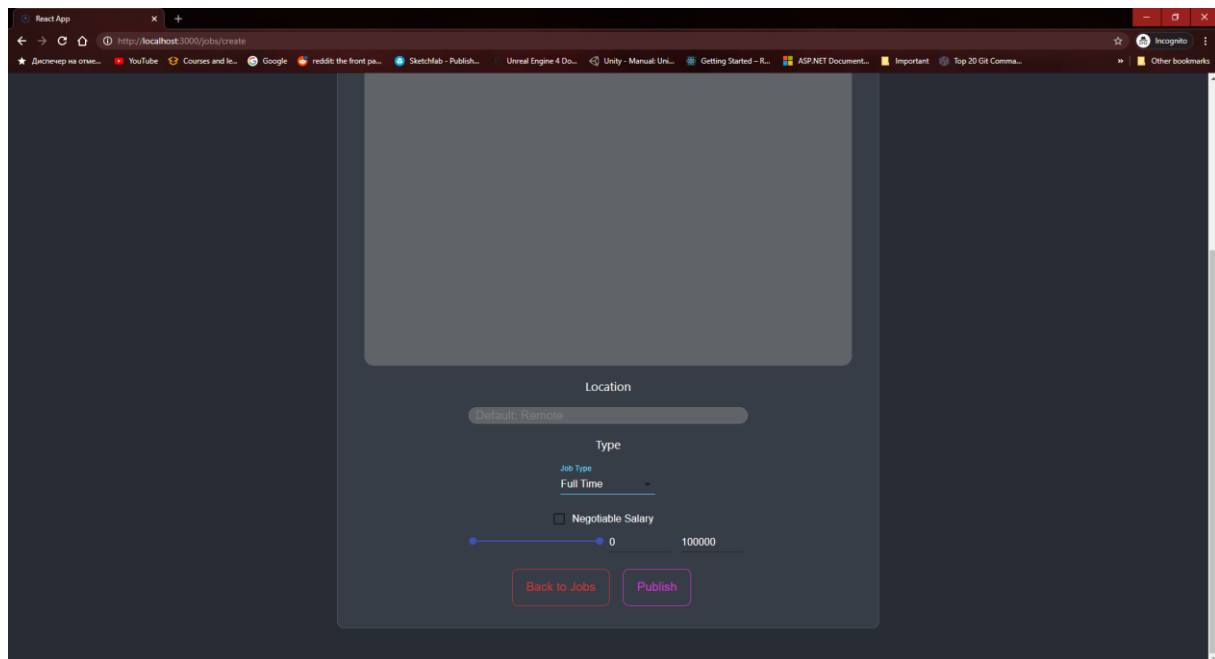 React App
http://localhost:3000/jobs/create
Incognito
Диспечер на отме... YouTube Courses and le... Google reddit: the front pa... Sketchfab - Publish... Unreal Engine 4 Do... Unity - Manual: Uni... Getting Started – R... ASP.NET Document... Important Top 20 Git Comma... » Other bookmarks
Location
Default: Remote
Type
Job Type
Full Time
Negotiable Salary
0 100000
Back to Jobs Publish